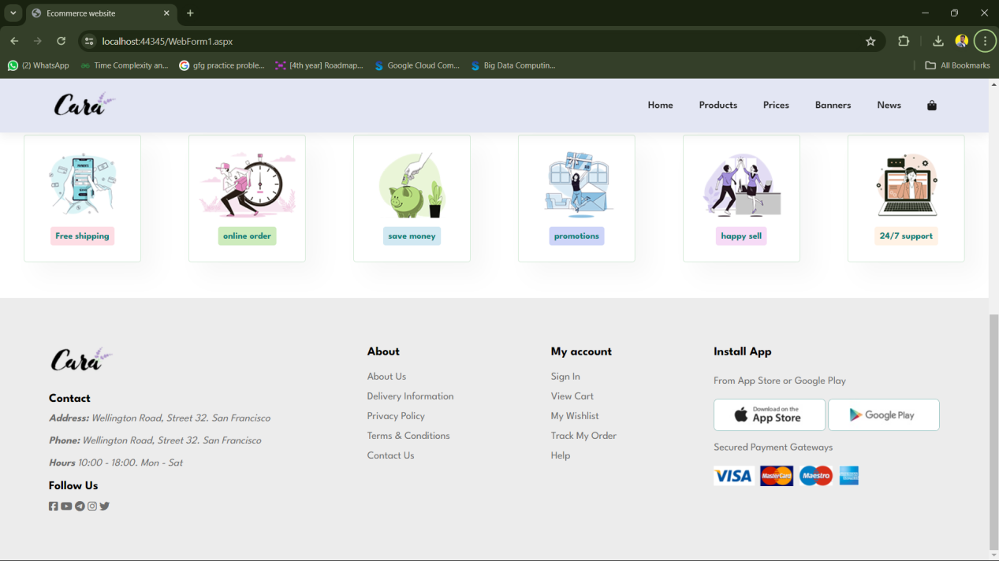 Ecommerce website
localhost:44345/WebForm1.aspx
(2) WhatsApp
Time Complexity an...
gfg practice proble...
[4th year] Roadmap...
Google Cloud Com...
Big Data Computin...
All Bookmarks
Cara
Home
Products
Prices
Banners
News
Free shipping
online order
save money
promotions
happy sell
24/7 support
Cara
Contact
Address: Wellington Road, Street 32. San Francisco
Phone: Wellington Road, Street 32. San Francisco
Hours 10:00 - 18:00. Mon - Sat
Follow Us
About
About Us
Delivery Information
Privacy Policy
Terms & Conditions
Contact Us
My account
Sign In
View Cart
My Wishlist
Track My Order
Help
Install App
From App Store or Google Play
Download on the
App Store
Google Play
Secured Payment Gateways
VISA
MasterCard
Maestro